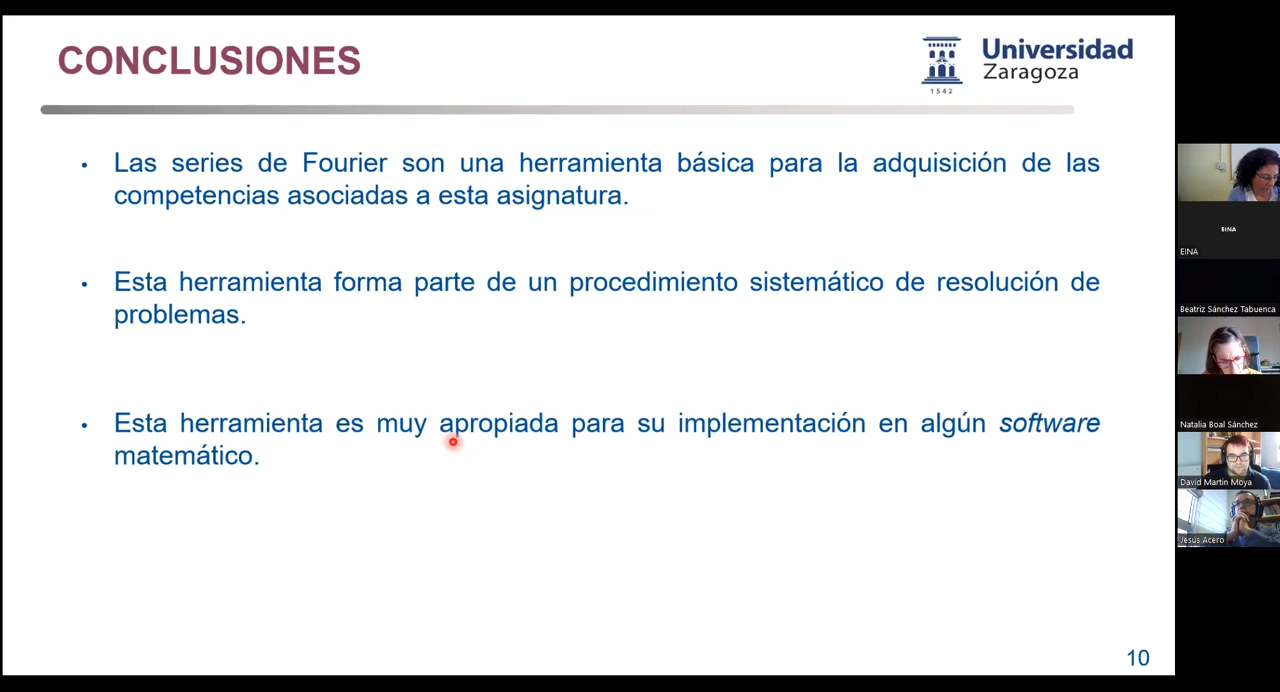 CONCLUSIONES
Universidad
Zaragoza
1542
• Las series de Fourier son una herramienta básica para la adquisición de las
competencias asociadas a esta asignatura.
• Esta herramienta forma parte de un procedimiento sistemático de resolución de
problemas.
• Esta herramienta es muy apropiada para su implementación en algún software
matemático.
10
EINA
EINA
Beatriz Sánchez Tabuenca
Natalia Boal Sánchez
David Martin Moya
Jesús Acero